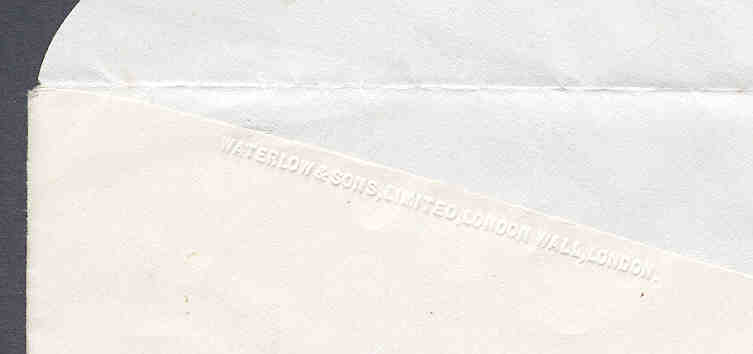 WATERLOW & SONS, LIMITED, LONDON WALL, LONDON.